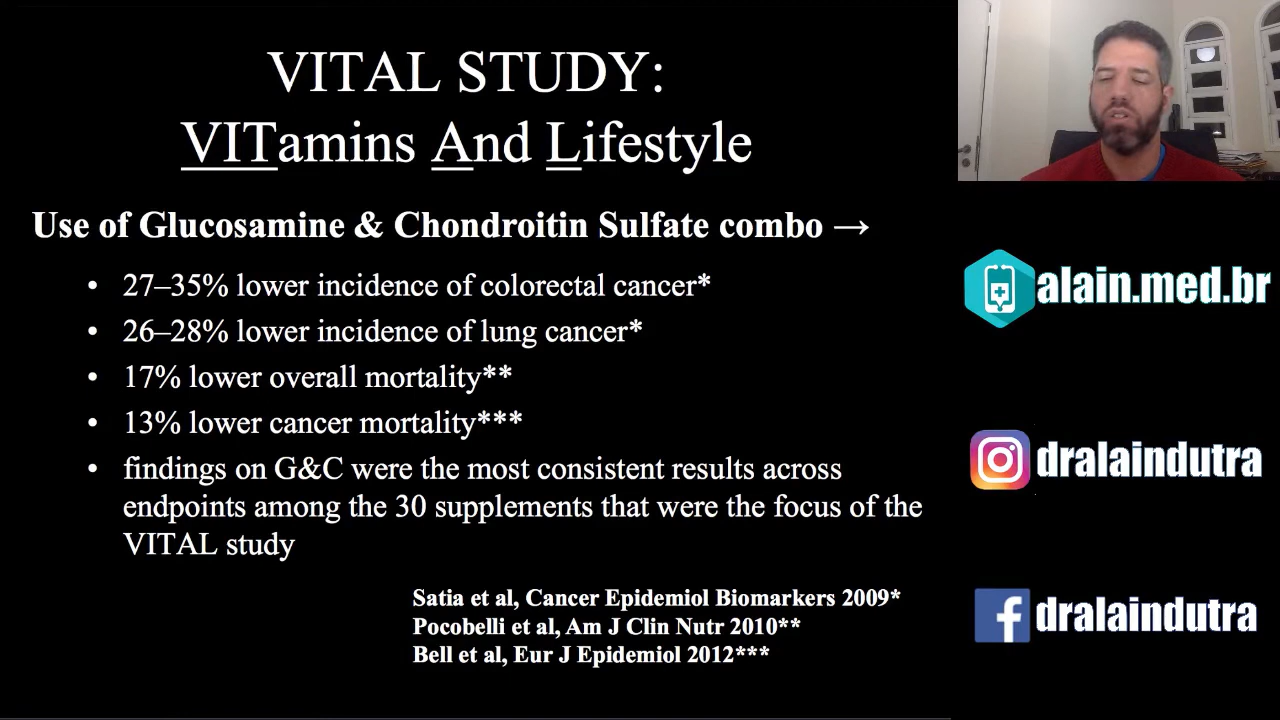 VITAL STUDY:
VITamins And Lifestyle
Use of Glucosamine & Chondroitin Sulfate combo →
• 27–35% lower incidence of colorectal cancer*
• 26–28% lower incidence of lung cancer*
• 17% lower overall mortality**
• 13% lower cancer mortality***
• findings on G&C were the most consistent results across
endpoints among the 30 supplements that were the focus of the
VITAL study
Satia et al, Cancer Epidemiol Biomarkers 2009*
Pocobelli et al, Am J Clin Nutr 2010**
Bell et al, Eur J Epidemiol 2012***
alain.med.br
dralaindutra
dralaindutra